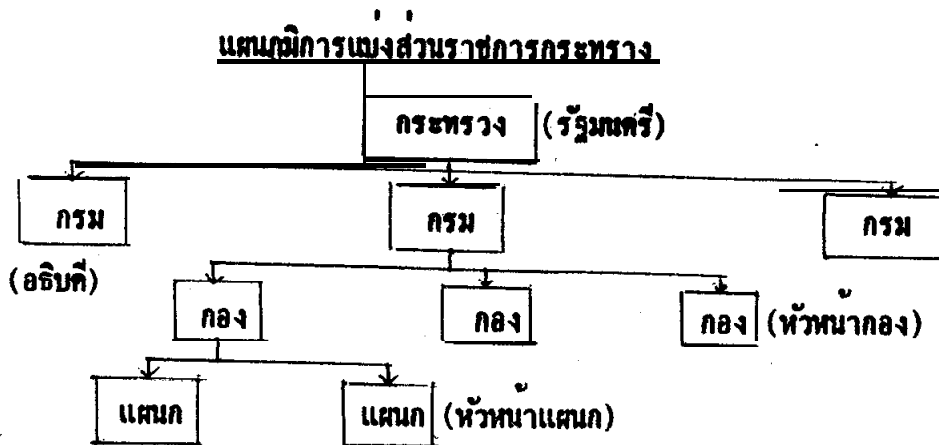 แผนภูมิการแบ่งส่วนราชการกระทราง
กระทรวง (รัฐมนตรี)
กรม กรม กรม
(อธิบดี)
กอง กอง กอง (หัวหน้ากอง)
แผนก แผนก (หัวหน้าแผนก)